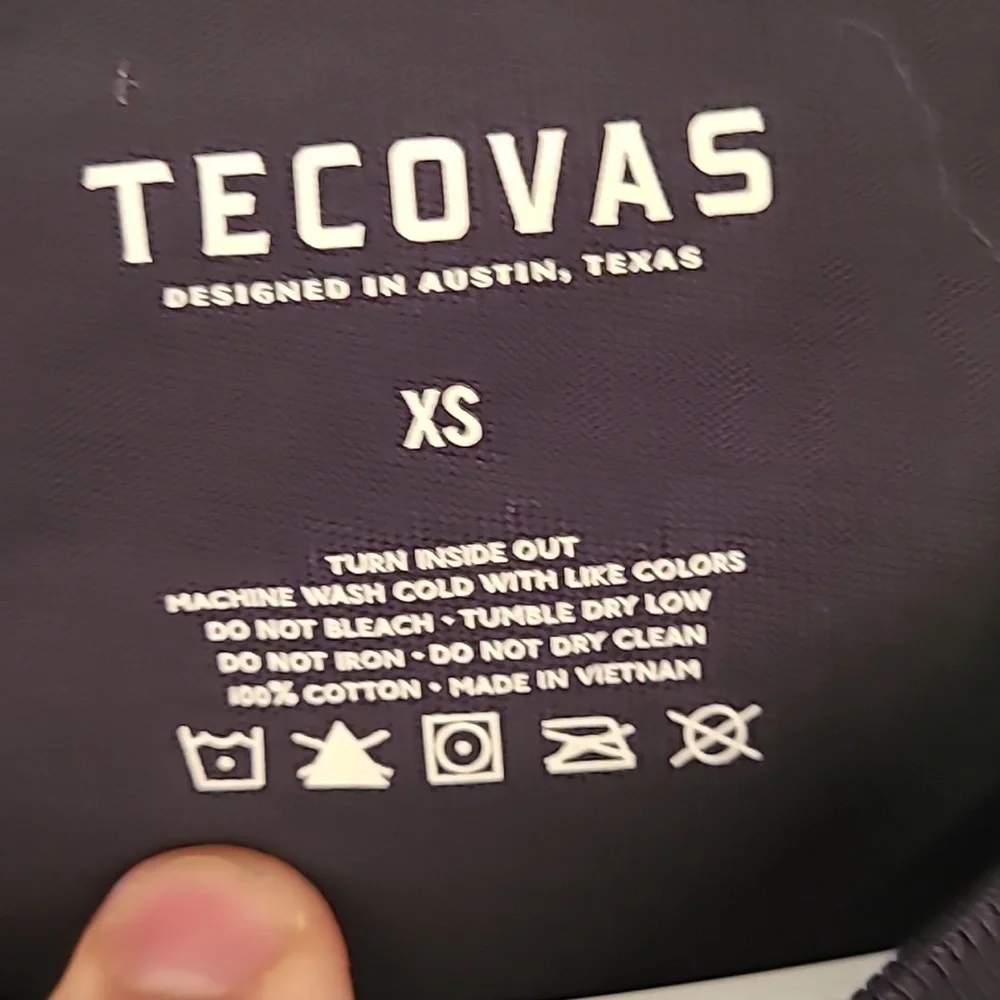 TECOVAS
DESIGNED IN AUSTIN, TEXAS
XS
TURN INSIDE OUT
MACHINE WASH COLD WITH LIKE COLORS
DO NOT BLEACH • TUMBLE DRY LOW
DO NOT IRON • DO NOT DRY CLEAN
100% COTTON • MADE IN VIETNAM